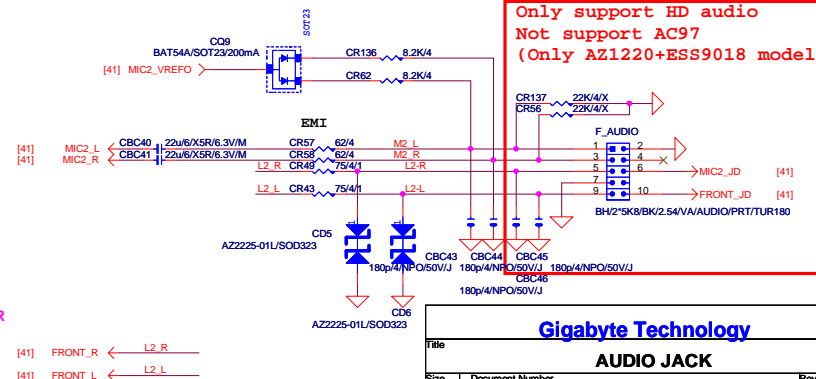 Only support HD audio
Not support AC97
(Only AZ1220+ESS9018 model
SOT23
CQ9
BAT54A/SOT23/200mA
[41] MIC2_VREFO
CR136 8.2K/4
CR62 8.2K/4
CR137 22K/4/X
CR56 22K/4/X
EMI
F_AUDIO
[41] MIC2_L CBC40 22u/6/X5R/6.3V/M CR57 62/4 M2_L
[41] MIC2_R CBC41 22u/6/X5R/6.3V/M CR58 62/4 M2_R
L2_R CR49 75/4/1 L2-R
L2_L CR43 75/4/1 L2-L
1 2
3 4
5 6 MIC2_JD [41]
7
9 10 FRONT_JD [41]
BH/2*5K8/BK/2.54/VA/AUDIO/PRT/TUR180
CD5
AZ2225-01L/SOD323
CBC43 CBC44 CBC45
180p/4/NPO/50V/J 180p/4/NPO/50V/J 180p/4/NPO/50V/J
CBC46
180p/4/NPO/50V/J
CD6
AZ2225-01L/SOD323
R
[41] FRONT_R L2_R
[41] FRONT_L L2_L
Gigabyte Technology
Title
AUDIO JACK
Size Document Number Rev